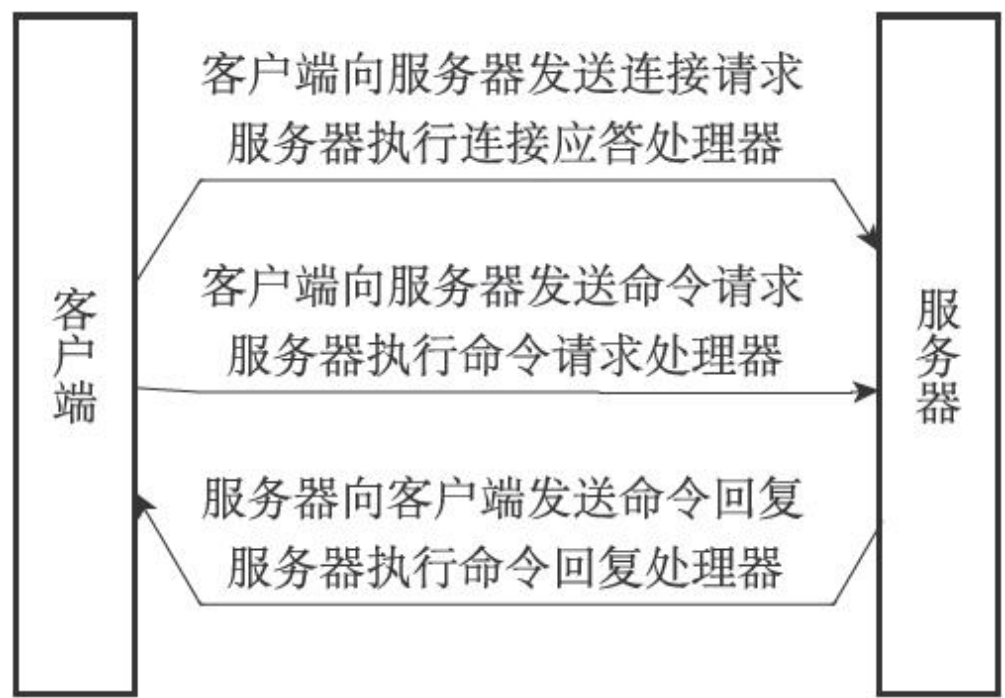 客户端向服务器发送连接请求
服务器执行连接应答处理器
客户端向服务器发送命令请求
服务器执行命令请求处理器
客户端
服务器
服务器向客户端发送命令回复
服务器执行命令回复处理器